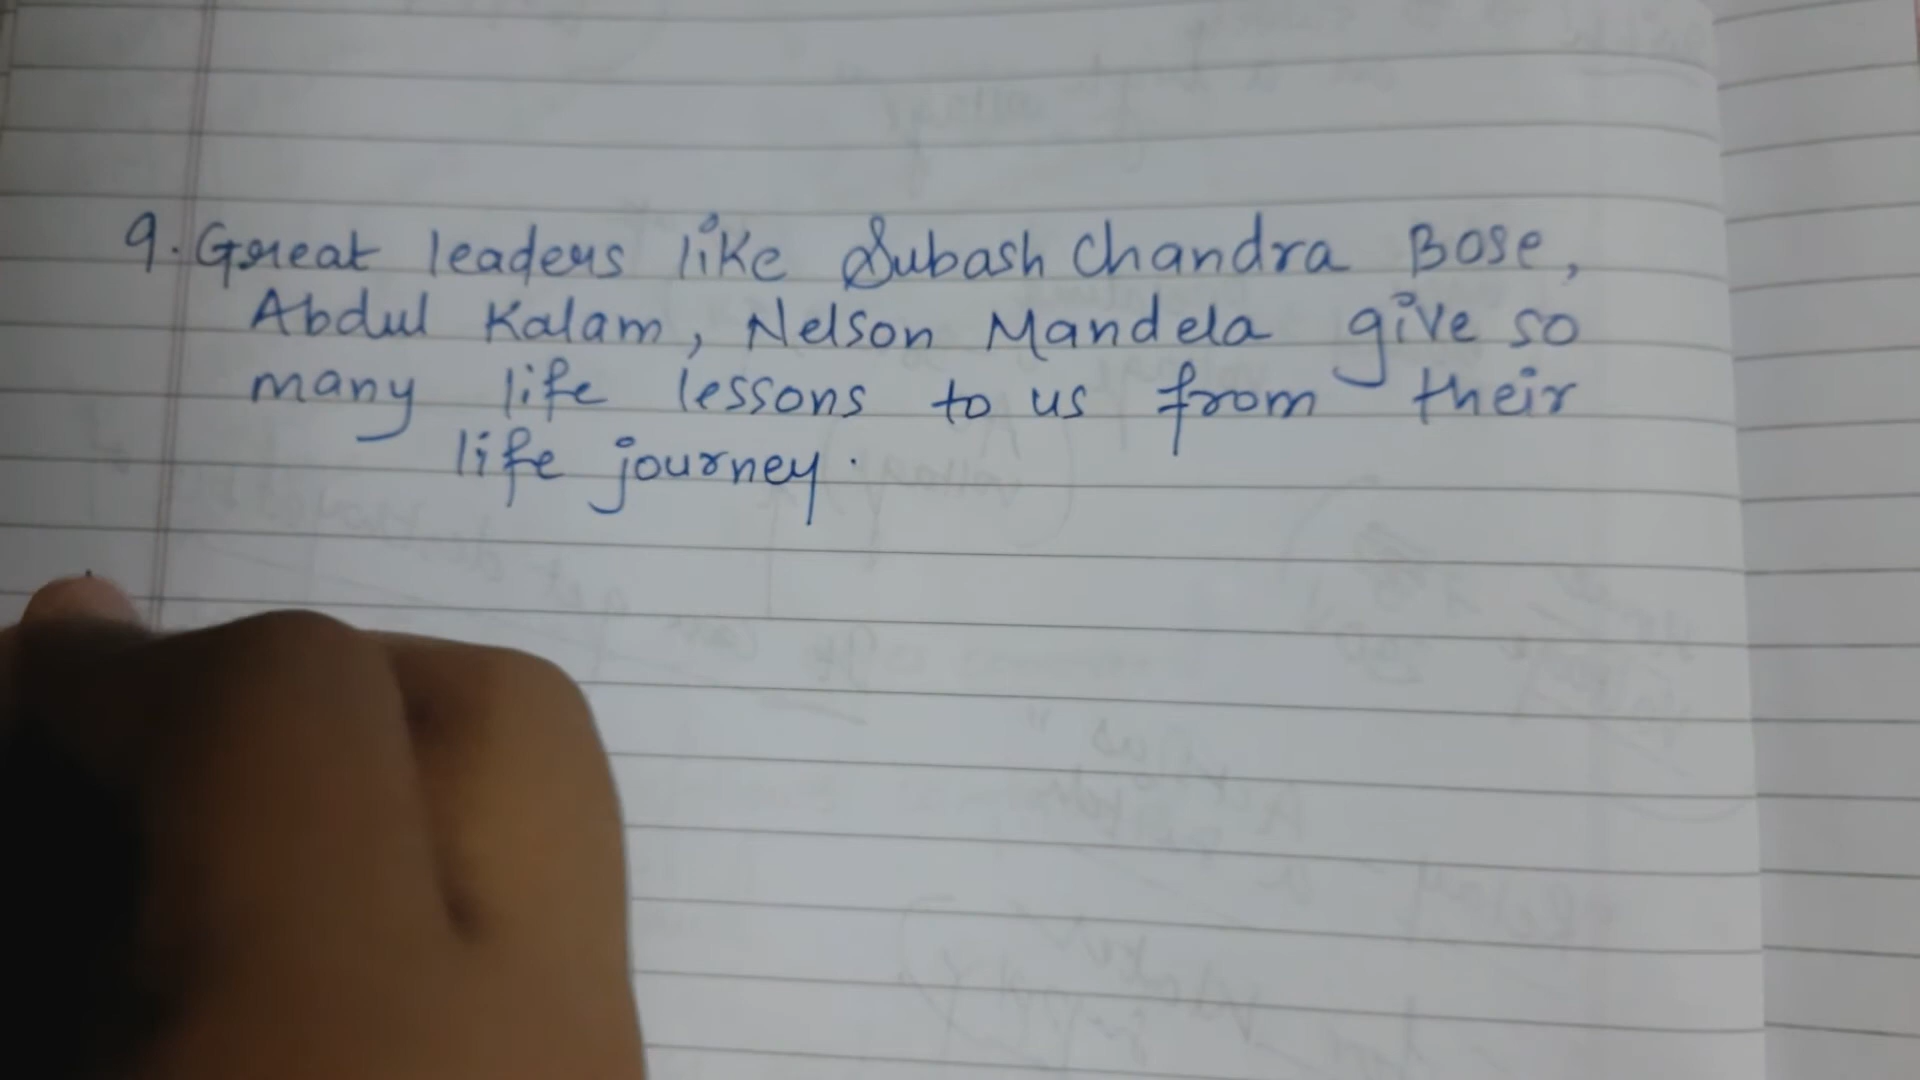 9. Great leaders like Subash Chandra Bose,
Abdul Kalam, Nelson Mandela give so
many life lessons to us from their
life journey.